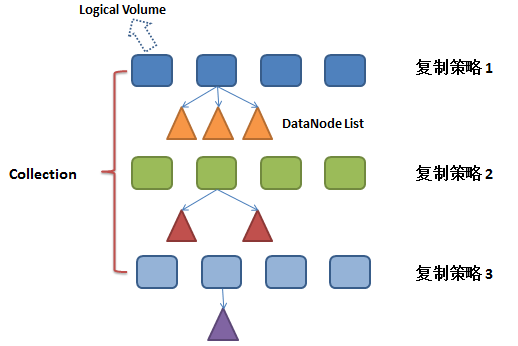 Logical Volume
复制策略 1
DataNode List
Collection
复制策略 2
复制策略 3